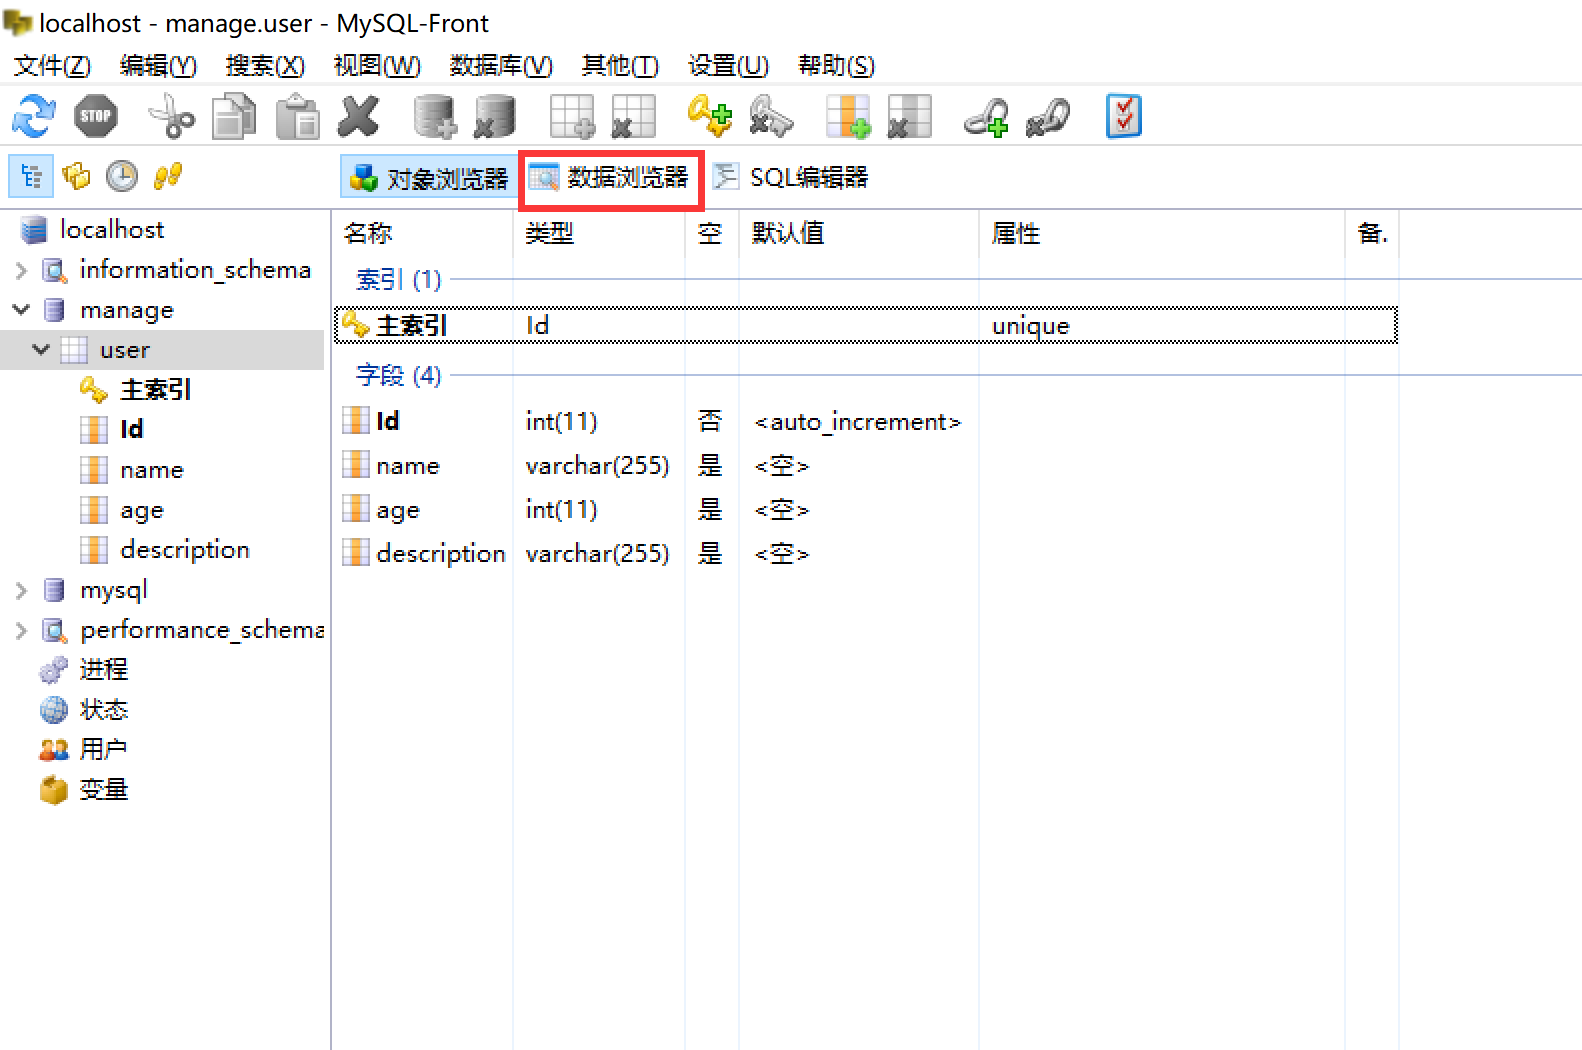 localhost - manage.user - MySQL-Front
文件(Z) 编辑(Y) 搜索(X) 视图(W) 数据库(V) 其他(T) 设置(U) 帮助(S)
STOP
对象浏览器 数据浏览器 SQL编辑器
localhost
information_schema
manage
user
主索引
Id
name
age
description
mysql
performance_schema
进程
状态
用户
变量
名称 类型 空 默认值 属性 备.
索引 (1)
主索引 Id unique
字段 (4)
Id int(11) 否 <auto_increment>
name varchar(255) 是 <空>
age int(11) 是 <空>
description varchar(255) 是 <空>